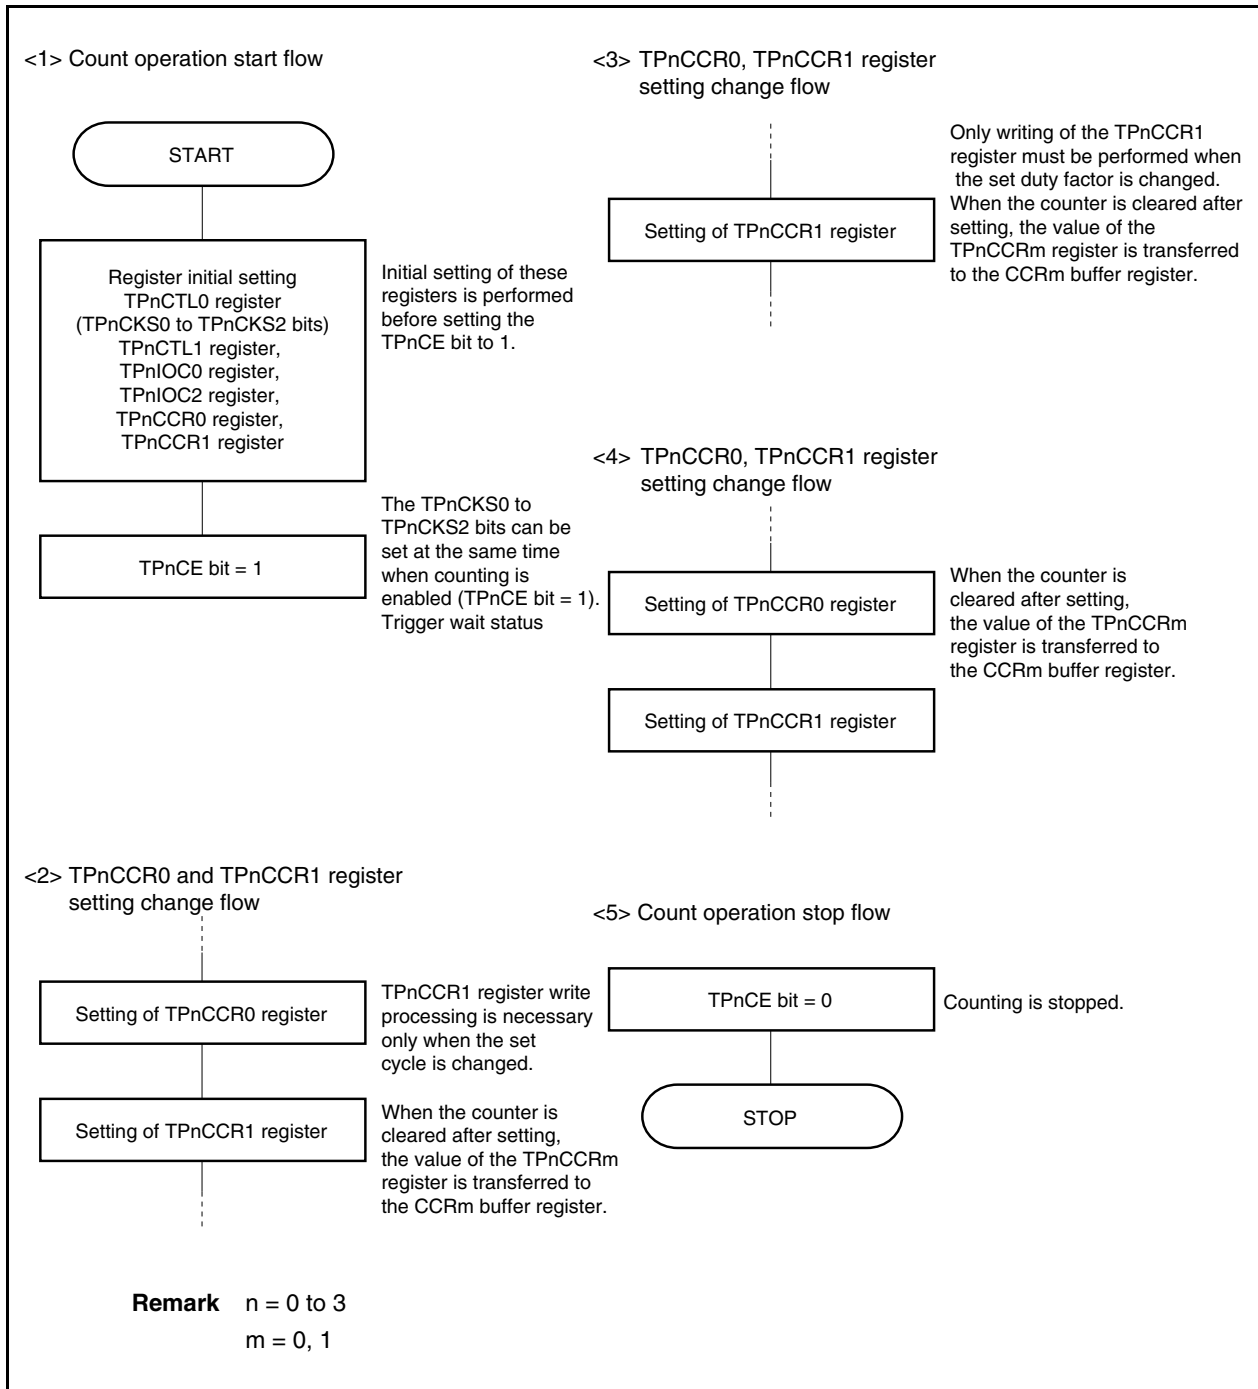 <1> Count operation start flow
START
Register initial setting
TPnCTL0 register
(TPnCKS0 to TPnCKS2 bits)
TPnCTL1 register,
TPnIOC0 register,
TPnIOC2 register,
TPnCCR0 register,
TPnCCR1 register
Initial setting of these
registers is performed
before setting the
TPnCE bit to 1.
TPnCE bit = 1
The TPnCKS0 to
TPnCKS2 bits can be
set at the same time
when counting is
enabled (TPnCE bit = 1).
Trigger wait status
<2> TPnCCR0 and TPnCCR1 register
setting change flow
Setting of TPnCCR0 register
TPnCCR1 register write
processing is necessary
only when the set
cycle is changed.
Setting of TPnCCR1 register
When the counter is
cleared after setting,
the value of the TPnCCRm
register is transferred to
the CCRm buffer register.
<3> TPnCCR0, TPnCCR1 register
setting change flow
Setting of TPnCCR1 register
Only writing of the TPnCCR1
register must be performed when
the set duty factor is changed.
When the counter is cleared after
setting, the value of the
TPnCCRm register is transferred
to the CCRm buffer register.
<4> TPnCCR0, TPnCCR1 register
setting change flow
Setting of TPnCCR0 register
When the counter is
cleared after setting,
the value of the TPnCCRm
register is transferred to
the CCRm buffer register.
Setting of TPnCCR1 register
<5> Count operation stop flow
TPnCE bit = 0
Counting is stopped.
STOP
Remark n = 0 to 3
m = 0, 1